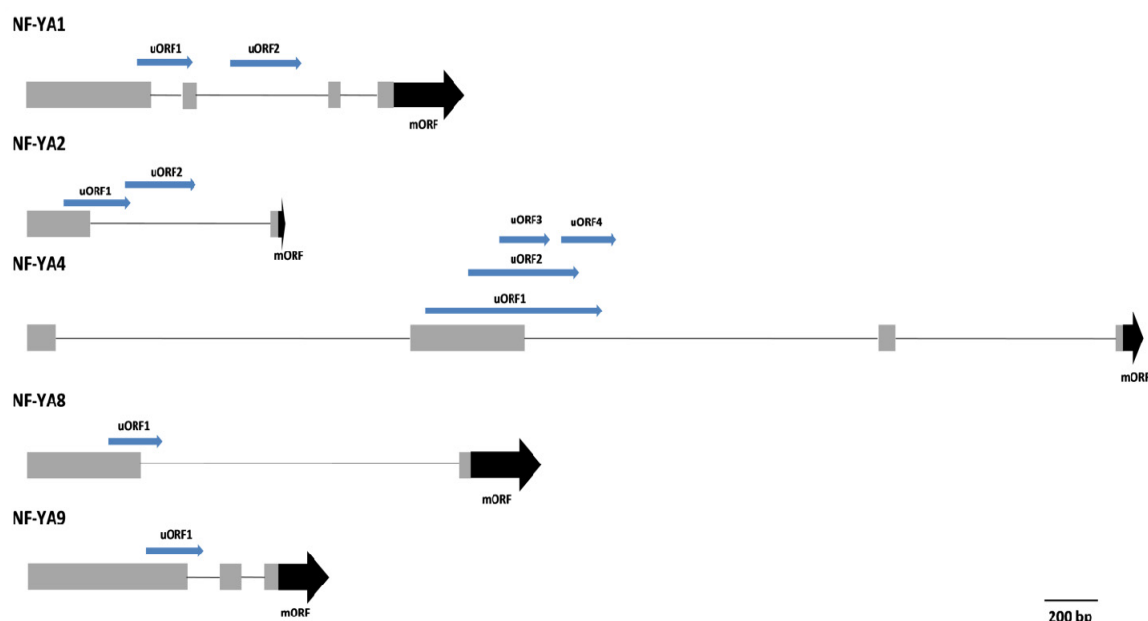 NF-YA1
uORF1 uORF2
mORF
NF-YA2
uORF2
uORF1
mORF
uORF3 uORF4
NF-YA4
uORF2
uORF1
mORF
NF-YA8
uORF1
mORF
NF-YA9
uORF1
mORF
200 bp